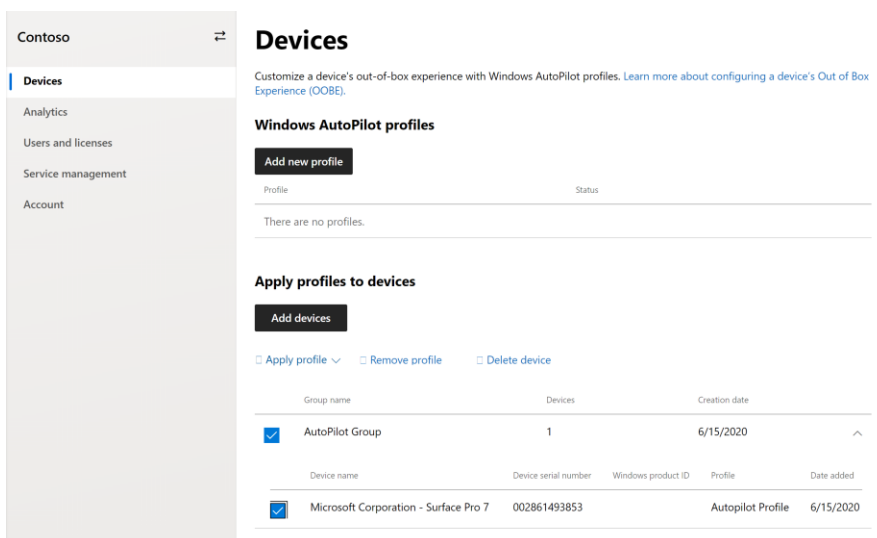 Contoso
Devices
Analytics
Users and licenses
Service management
Account
Devices
Customize a device's out-of-box experience with Windows AutoPilot profiles. Learn more about configuring a device's Out of Box
Experience (OOBE).
Windows AutoPilot profiles
Add new profile
Profile Status
There are no profiles.
Apply profiles to devices
Add devices
Apply profile Remove profile Delete device
Group name Devices Creation date
AutoPilot Group 1 6/15/2020
Device name Device serial number Windows product ID Profile Date added
Microsoft Corporation - Surface Pro 7 002861493853 Autopilot Profile 6/15/2020